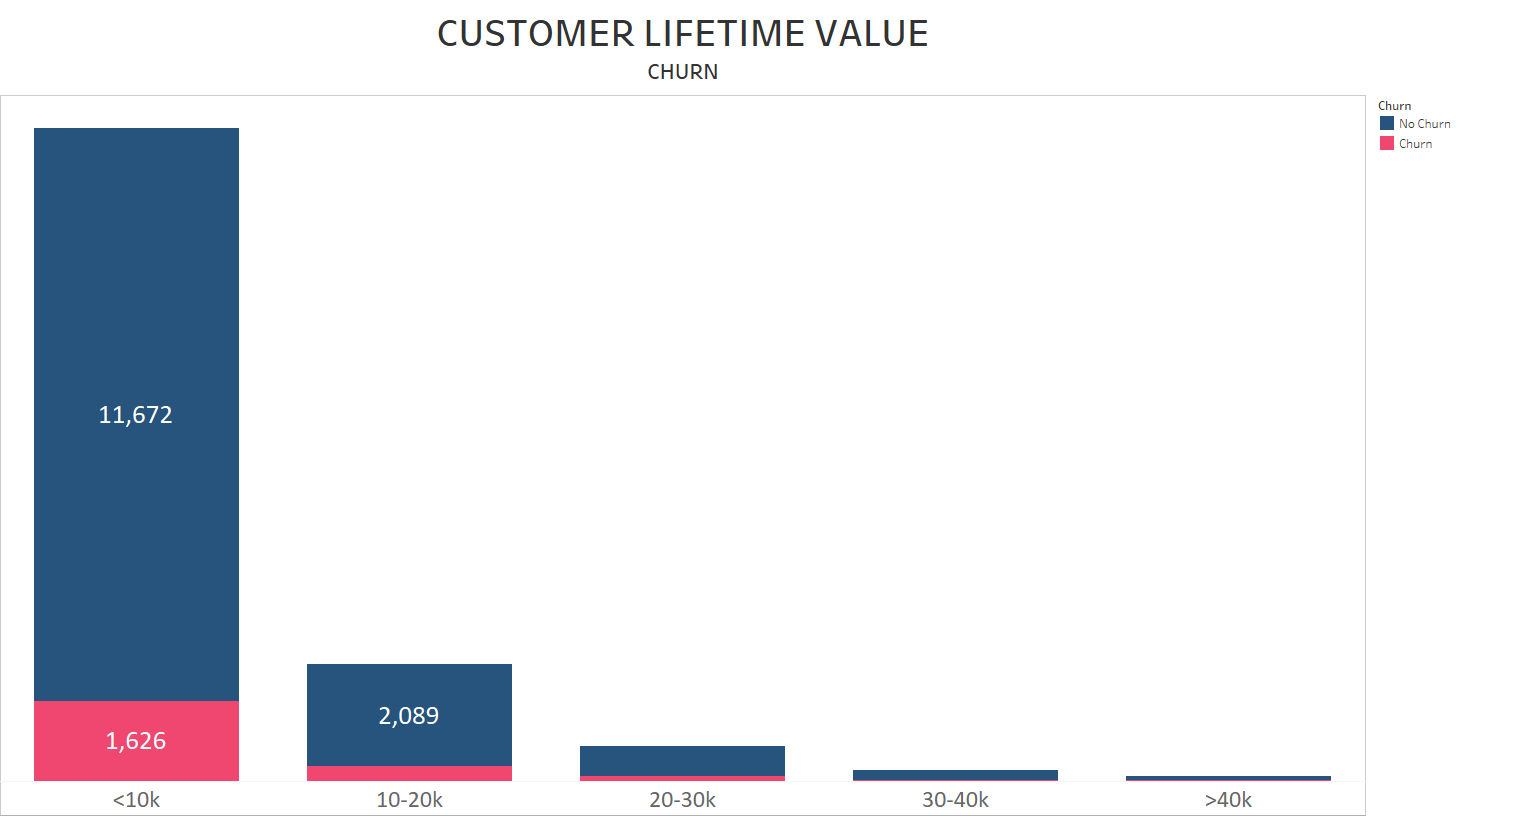 CUSTOMER LIFETIME VALUE
CHURN
Churn
No Churn
Churn
11,672
1,626
2,089
<10k
10-20k
20-30k
30-40k
>40k